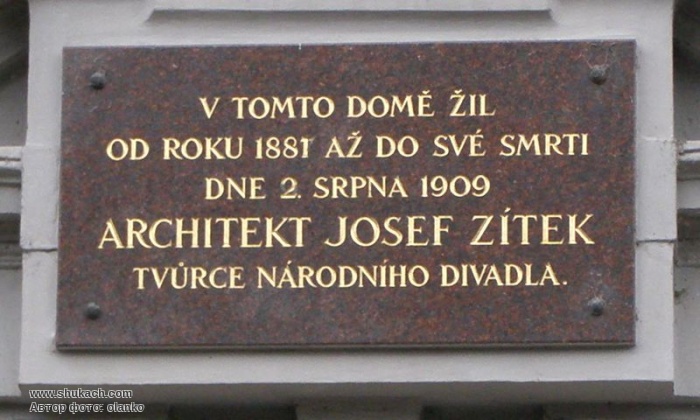 V TOMTO DOMĚ ŽIL
OD ROKU 1881 AŽ DO SVÉ SMRTI
DNE 2. SRPNA 1909
ARCHITEKT JOSEF ZÍTEK
TVŮRCE NÁRODNÍHO DIVADLA.
www.shukach.com
Автор фото: olanko